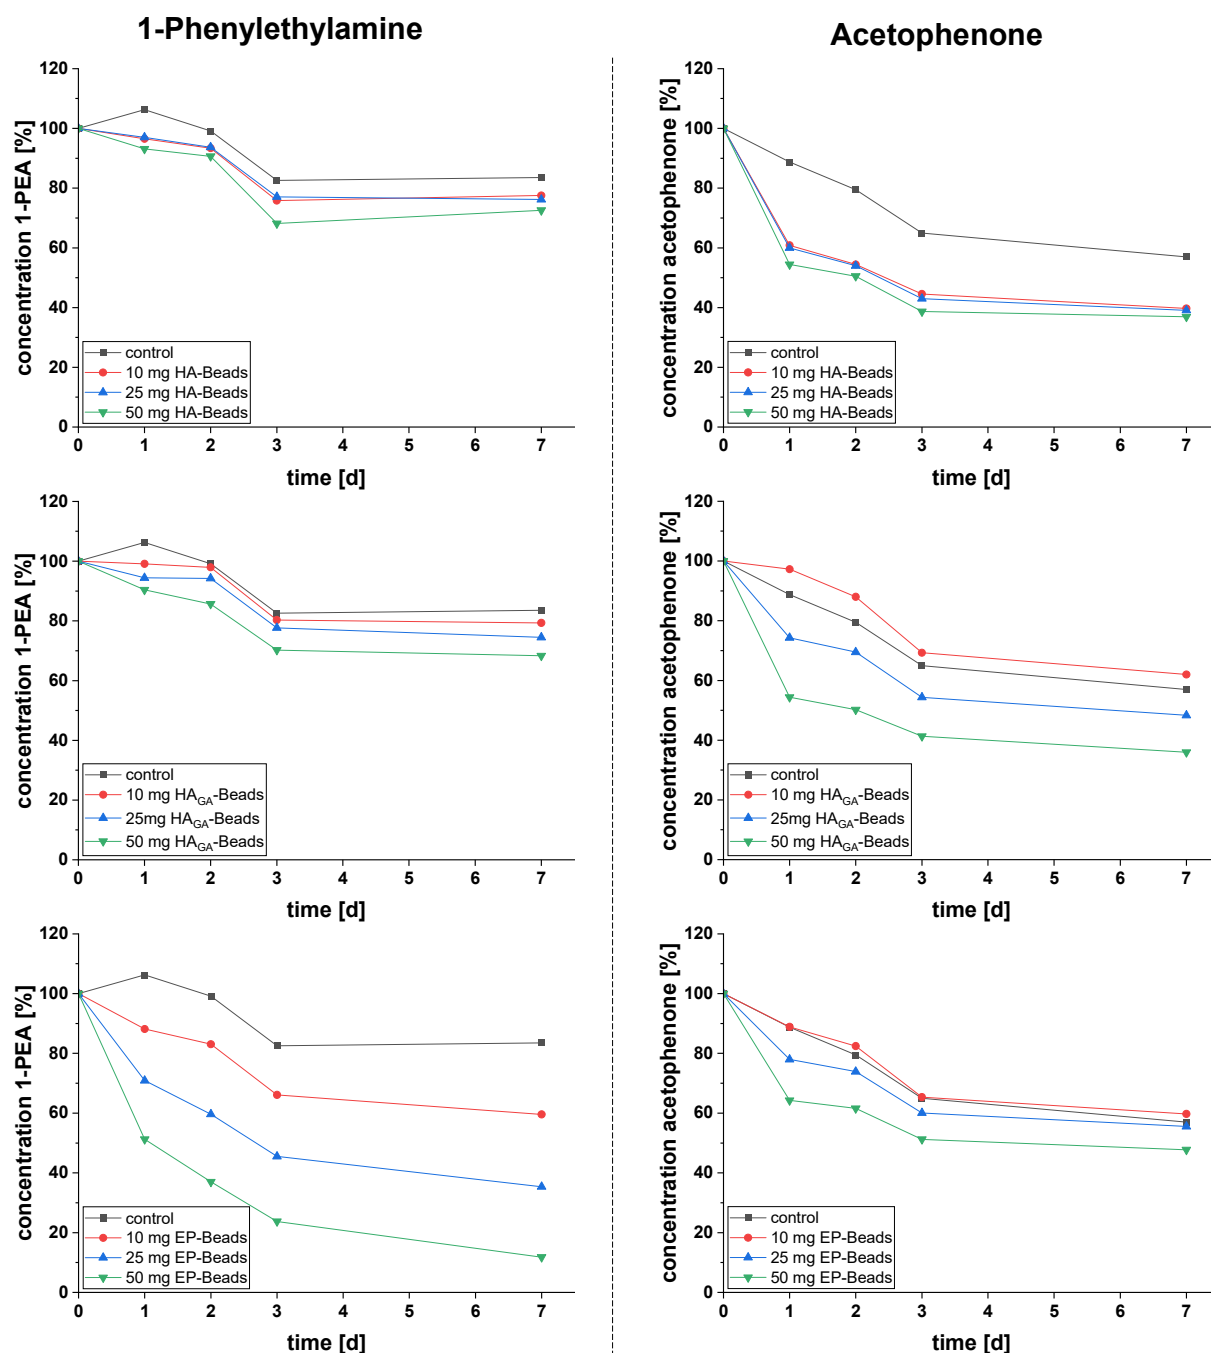 1-Phenylethylamine
Acetophenone
concentration 1-PEA [%]
120
100
80
60
40
20
0
control
10 mg HA-Beads
25 mg HA-Beads
50 mg HA-Beads
0 1 2 3 4 5 6 7
time [d]
concentration acetophenone [%]
120
100
80
60
40
20
0
control
10 mg HA-Beads
25 mg HA-Beads
50 mg HA-Beads
0 1 2 3 4 5 6 7
time [d]
concentration 1-PEA [%]
120
100
80
60
40
20
0
control
10 mg HAGA-Beads
25mg HAGA-Beads
50 mg HAGA-Beads
0 1 2 3 4 5 6 7
time [d]
concentration acetophenone [%]
120
100
80
60
40
20
0
control
10 mg HAGA-Beads
25 mg HAGA-Beads
50 mg HAGA-Beads
0 1 2 3 4 5 6 7
time [d]
concentration 1-PEA [%]
120
100
80
60
40
20
0
control
10 mg EP-Beads
25 mg EP-Beads
50 mg EP-Beads
0 1 2 3 4 5 6 7
time [d]
concentration acetophenone [%]
120
100
80
60
40
20
0
control
10 mg EP-Beads
25 mg EP-Beads
50 mg EP-Beads
0 1 2 3 4 5 6 7
time [d]